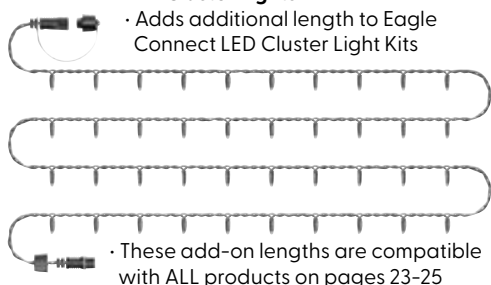 · Adds additional length to Eagle
Connect LED Cluster Light Kits
· These add-on lengths are compatible
with ALL products on pages 23-25